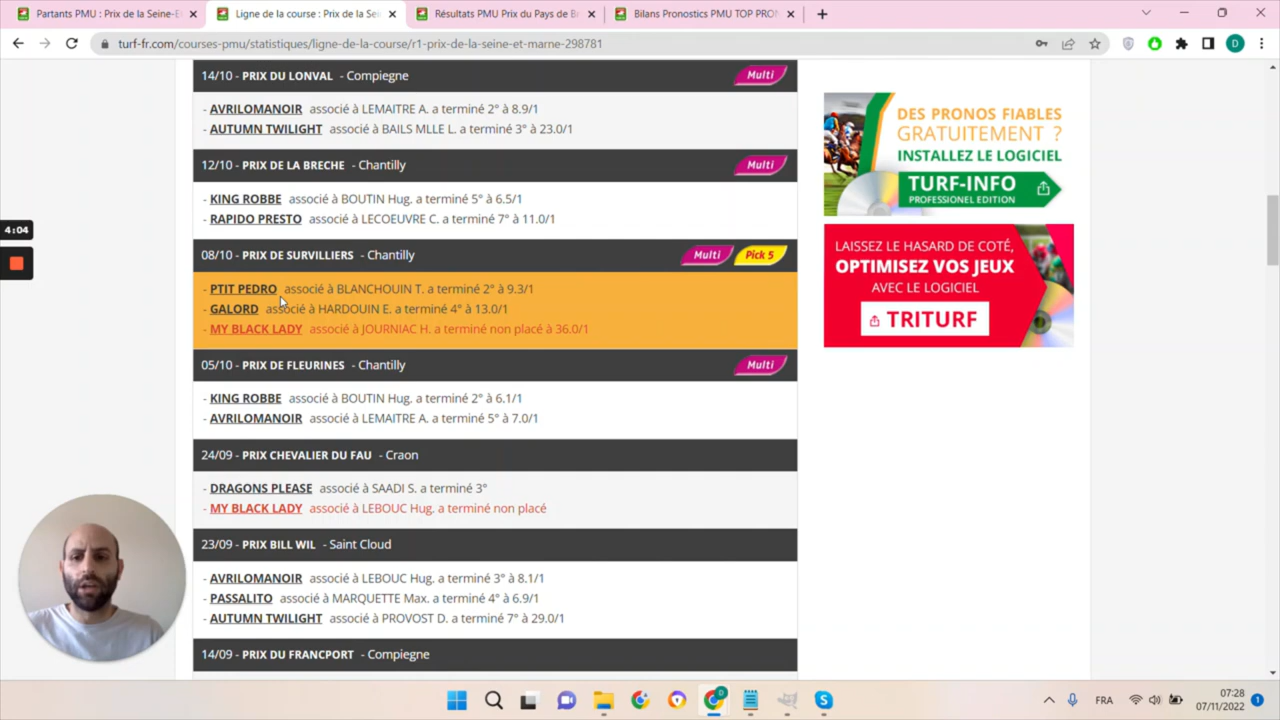 Partants PMU : Prix de la Seine-E
Ligne de la course : Prix de la Sei
Résultats PMU Prix du Pays de B
Bilans Pronostics PMU TOP PRON
turf-fr.com/courses-pmu/statistiques/ligne-de-la-course/r1-prix-de-la-seine-et-marne-298781
D
14/10 - PRIX DU LONVAL - Compiegne
Multi
- AVRILOMANOIR associé à LEMAITRE A. a terminé 2° à 8.9/1
- AUTUMN TWILIGHT associé à BAILS MLLE L. a terminé 3° à 23.0/1
12/10 - PRIX DE LA BRECHE - Chantilly
Multi
- KING ROBBE associé à BOUTIN Hug. a terminé 5° à 6.5/1
- RAPIDO PRESTO associé à LECOEUVRE C. a terminé 7° à 11.0/1
08/10 - PRIX DE SURVILLIERS - Chantilly
Multi Pick 5
- PTIT PEDRO associé à BLANCHOUIN T. a terminé 2° à 9.3/1
- GALORD associé à HARDOUIN E. a terminé 4° à 13.0/1
- MY BLACK LADY associé à JOURNIAC H. a terminé non placé à 36.0/1
05/10 - PRIX DE FLEURINES - Chantilly
Multi
- KING ROBBE associé à BOUTIN Hug. a terminé 2° à 6.1/1
- AVRILOMANOIR associé à LEMAITRE A. a terminé 5° à 7.0/1
24/09 - PRIX CHEVALIER DU FAU - Craon
- DRAGONS PLEASE associé à SAADI S. a terminé 3°
- MY BLACK LADY associé à LEBOUC Hug. a terminé non placé
23/09 - PRIX BILL WIL - Saint Cloud
- AVRILOMANOIR associé à LEBOUC Hug. a terminé 3° à 8.1/1
- PASSALITO associé à MARQUETTE Max. a terminé 4° à 6.9/1
- AUTUMN TWILIGHT associé à PROVOST D. a terminé 7° à 29.0/1
14/09 - PRIX DU FRANCPORT - Compiegne
DES PRONOS FIABLES
GRATUITEMENT ?
INSTALLEZ LE LOGICIEL
TURF-INFO
PROFESSIONEL EDITION
LAISSEZ LE HASARD DE COTÉ,
OPTIMISEZ VOS JEUX
AVEC LE LOGICIEL
TRITURF
4:04
FRA
07:28
07/11/2022
1